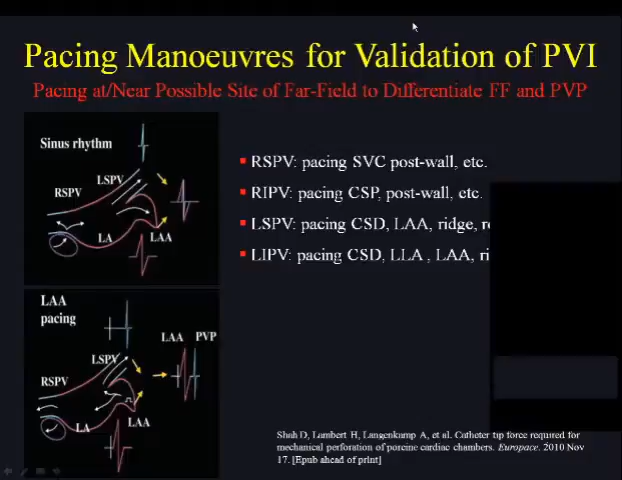 Pacing Manoeuvres for Validation of PVI
Pacing at/Near Possible Site of Far-Field to Differentiate FF and PVP
Sinus rhythm
LSPV
RSPV
LA
LAA
RSPV: pacing SVC post-wall, etc.
RIPV: pacing CSP, post-wall, etc.
LSPV: pacing CSD, LAA, ridge,
LIPV: pacing CSD, LLA , LAA,
LAA
pacing
LAA PVP
LSPV
RSPV
LAA
LA
Shah D, Lambert H, Langenkamp A, et al. Catheter tip force required for
mechanical perforation of porcine cardiac chambers. Europace. 2010 Nov
17. [Epub ahead of print]